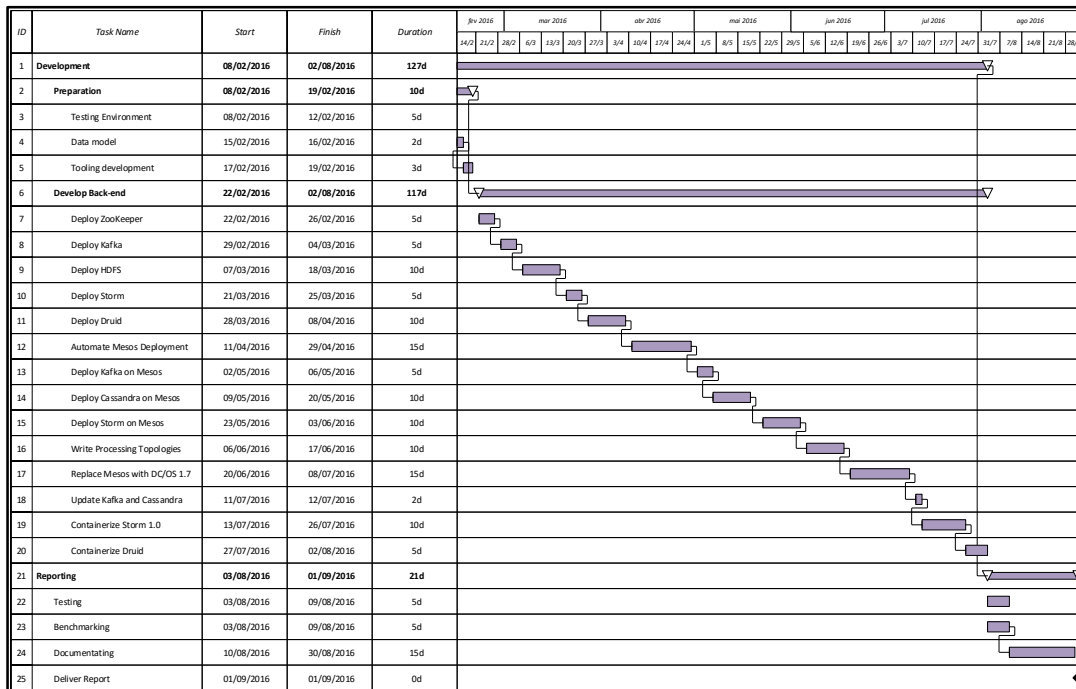 ID Task Name Start Finish Duration fev 2016 mar 2016 abr 2016 mai 2016 jun 2016 jul 2016 ago 2016
14/2 21/2 28/2 6/3 13/3 20/3 27/3 3/4 10/4 17/4 24/4 1/5 8/5 15/5 22/5 29/5 5/6 12/6 19/6 26/6 3/7 10/7 17/7 24/7 31/7 7/8 14/8 21/8 28/
1 Development 08/02/2016 02/08/2016 127d
2 Preparation 08/02/2016 19/02/2016 10d
3 Testing Environment 08/02/2016 12/02/2016 5d
4 Data model 15/02/2016 16/02/2016 2d
5 Tooling development 17/02/2016 19/02/2016 3d
6 Develop Back-end 22/02/2016 02/08/2016 117d
7 Deploy ZooKeeper 22/02/2016 26/02/2016 5d
8 Deploy Kafka 29/02/2016 04/03/2016 5d
9 Deploy HDFS 07/03/2016 18/03/2016 10d
10 Deploy Storm 21/03/2016 25/03/2016 5d
11 Deploy Druid 28/03/2016 08/04/2016 10d
12 Automate Mesos Deployment 11/04/2016 29/04/2016 15d
13 Deploy Kafka on Mesos 02/05/2016 06/05/2016 5d
14 Deploy Cassandra on Mesos 09/05/2016 20/05/2016 10d
15 Deploy Storm on Mesos 23/05/2016 03/06/2016 10d
16 Write Processing Topologies 06/06/2016 17/06/2016 10d
17 Replace Mesos with DC/OS 1.7 20/06/2016 08/07/2016 15d
18 Update Kafka and Cassandra 11/07/2016 12/07/2016 2d
19 Containerize Storm 1.0 13/07/2016 26/07/2016 10d
20 Containerize Druid 27/07/2016 02/08/2016 5d
21 Reporting 03/08/2016 01/09/2016 21d
22 Testing 03/08/2016 09/08/2016 5d
23 Benchmarking 03/08/2016 09/08/2016 5d
24 Documentating 10/08/2016 30/08/2016 15d
25 Deliver Report 01/09/2016 01/09/2016 0d